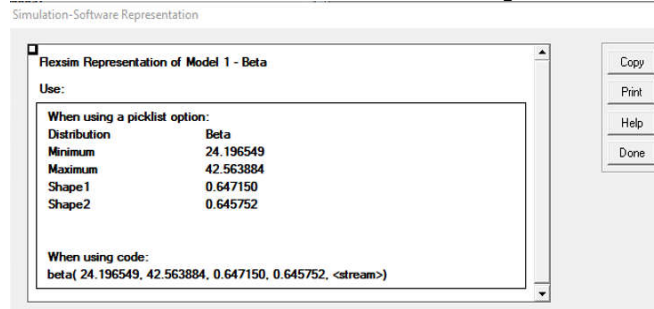 Simulation-Software Representation
Flexsim Representation of Model 1 - Beta
Use:
When using a picklist option:
Distribution Beta
Minimum 24.196549
Maximum 42.563884
Shape1 0.647150
Shape2 0.645752
When using code:
beta( 24.196549, 42.563884, 0.647150, 0.645752, <stream>)
Copy
Print
Help
Done